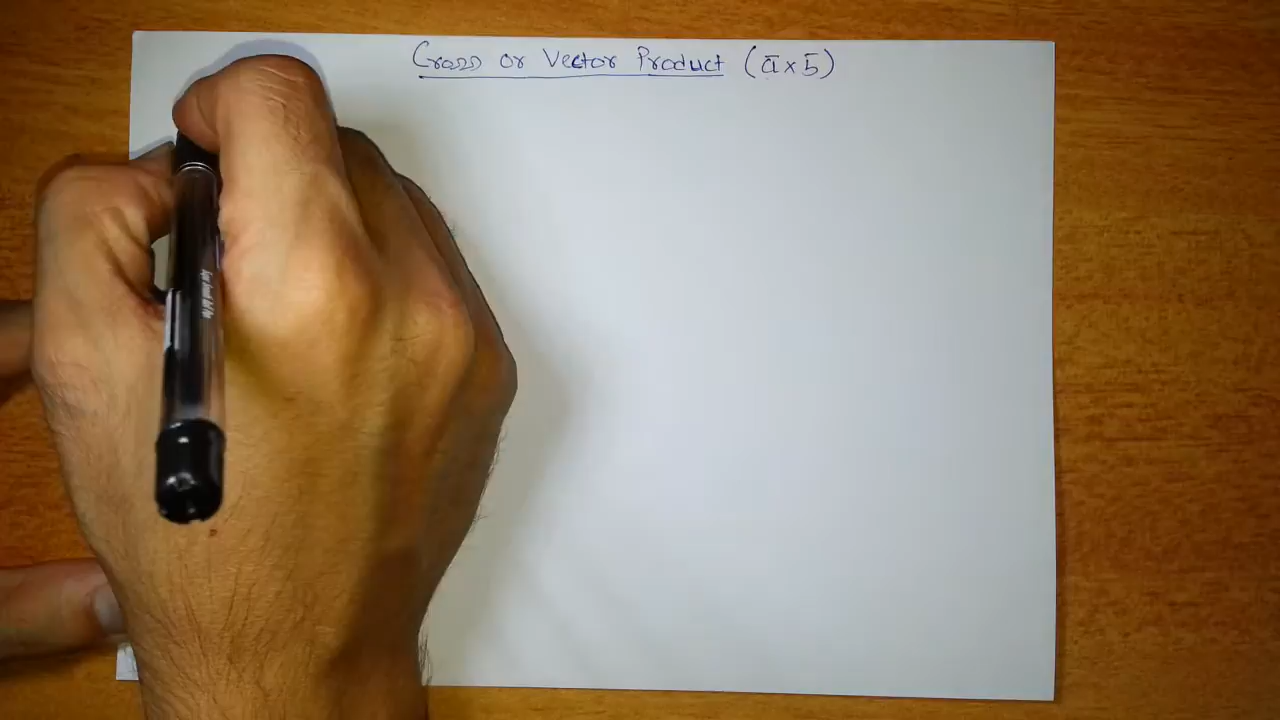 Cross or Vector Product (a̅ × b̅)